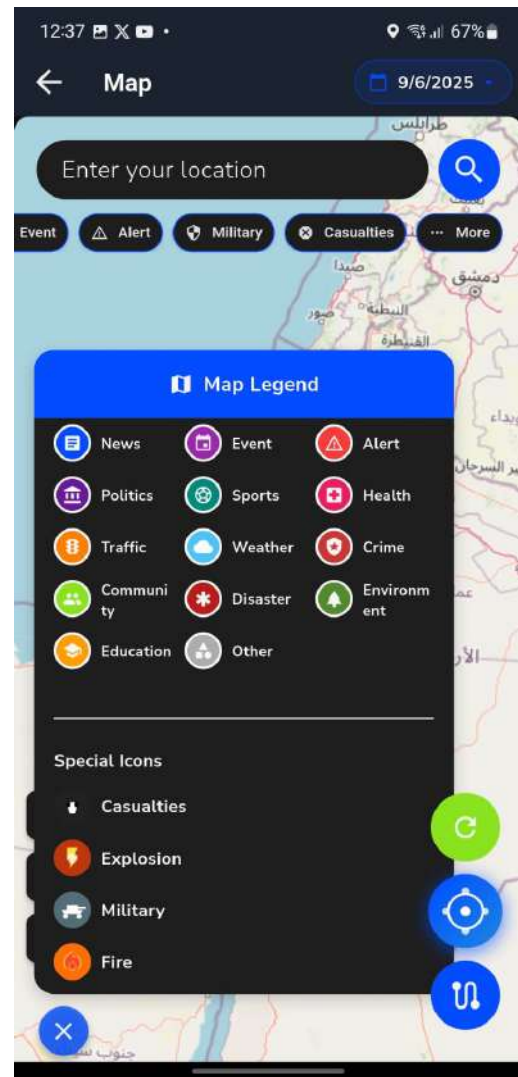 12:37
67%
Map
9/6/2025
طرابلس
Enter your location
Event
Alert
Military
Casualties
More
صيدا
دمشق
النبطية
صور
القنيطرة
Map Legend
News
Event
Alert
Politics
Sports
Health
Traffic
Weather
Crime
Communi
ty
Disaster
Environm
ent
Education
Other
Special Icons
Casualties
Explosion
Military
Fire
جنوب